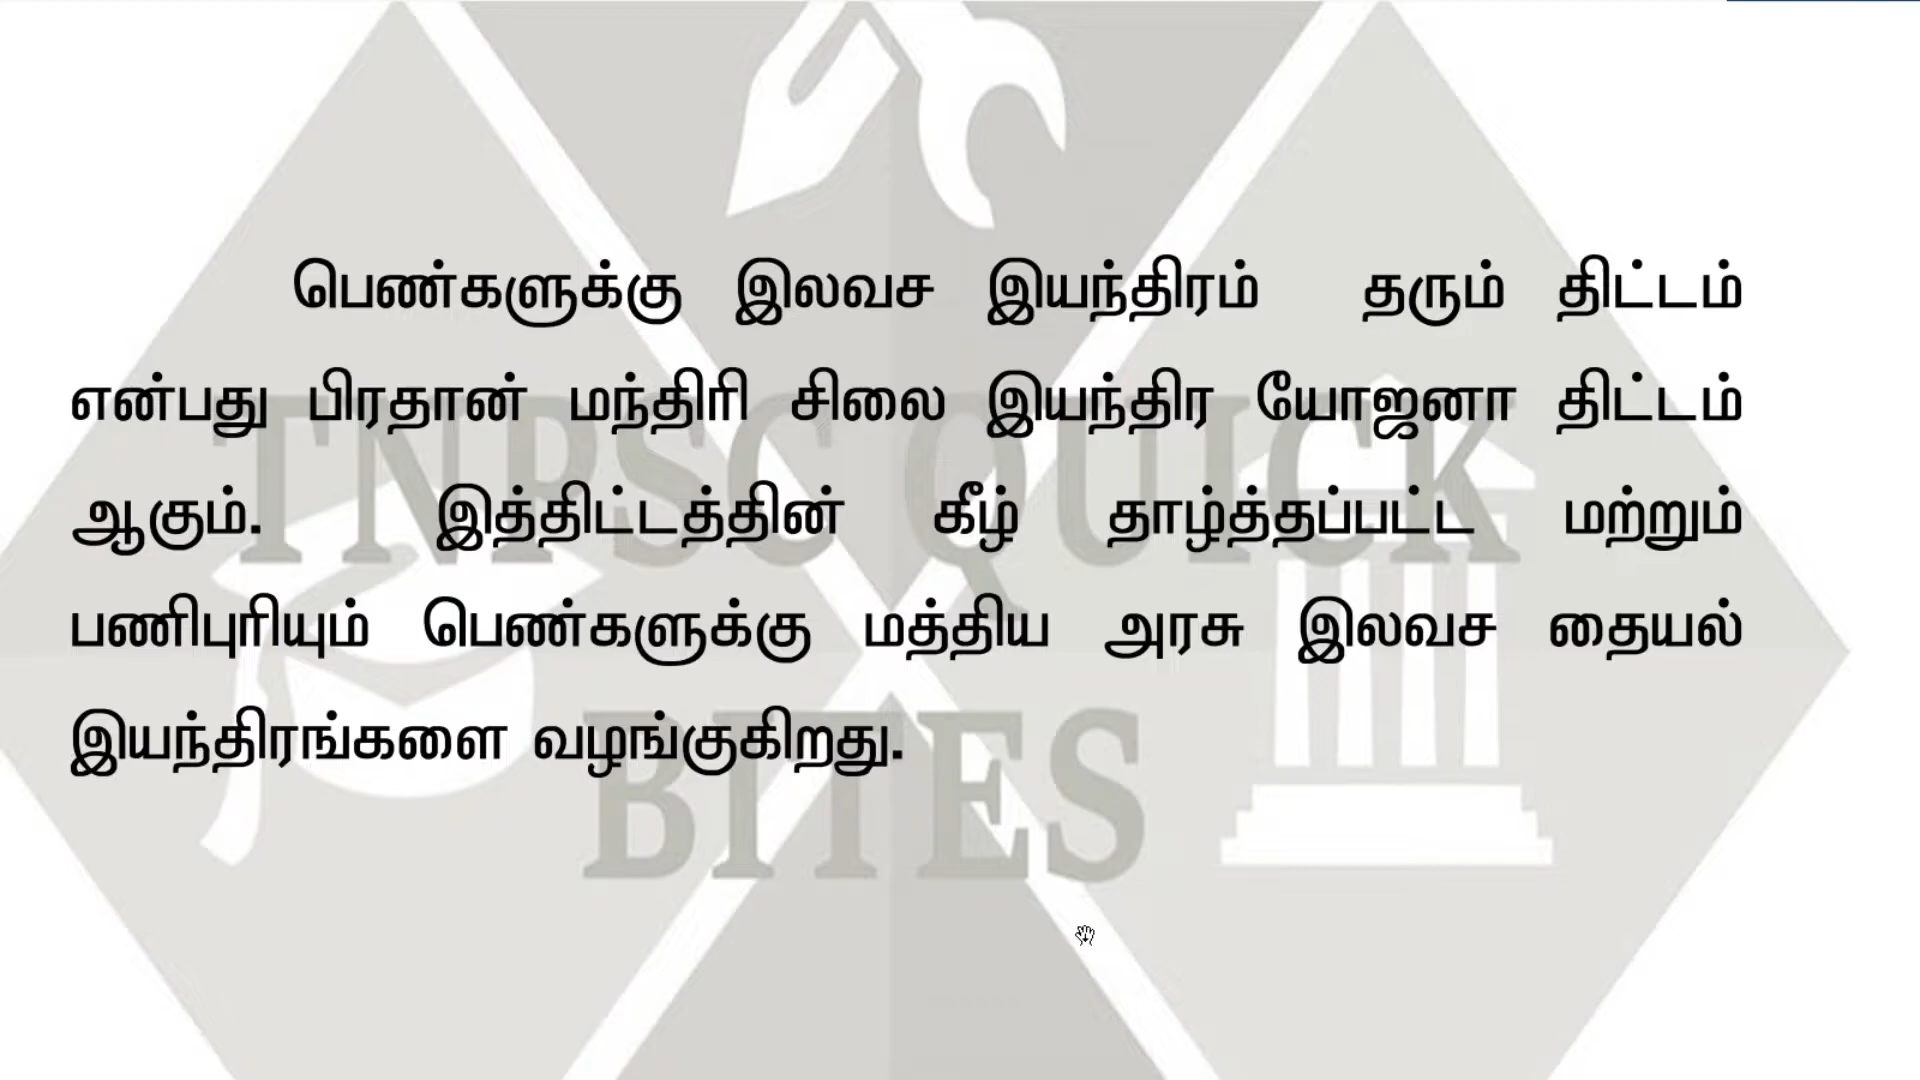 பெண்களுக்கு இலவச இயந்திரம் தரும் திட்டம்
என்பது பிரதான் மந்திரி சிலை இயந்திர யோஜனா திட்டம்
ஆகும். இத்திட்டத்தின் கீழ் தாழ்த்தப்பட்ட மற்றும்
பணிபுரியும் பெண்களுக்கு மத்திய அரசு இலவச தையல்
இயந்திரங்களை வழங்குகிறது.
TNPSC QUICK
BITES